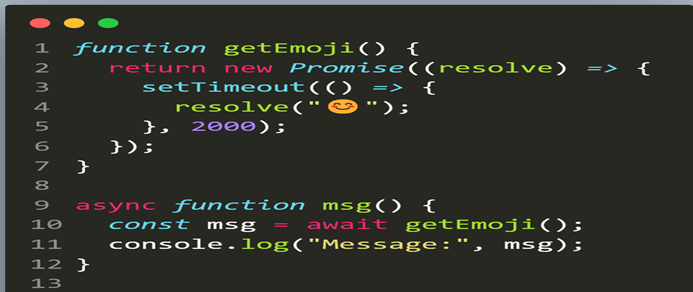 1 function getEmoji() {
2 return new Promise((resolve) => {
3 setTimeout(() => {
4 resolve("😊");
5 }, 2000);
6 });
7 }
8
9 async function msg() {
10 const msg = await getEmoji();
11 console.log("Message:", msg);
12 }
13